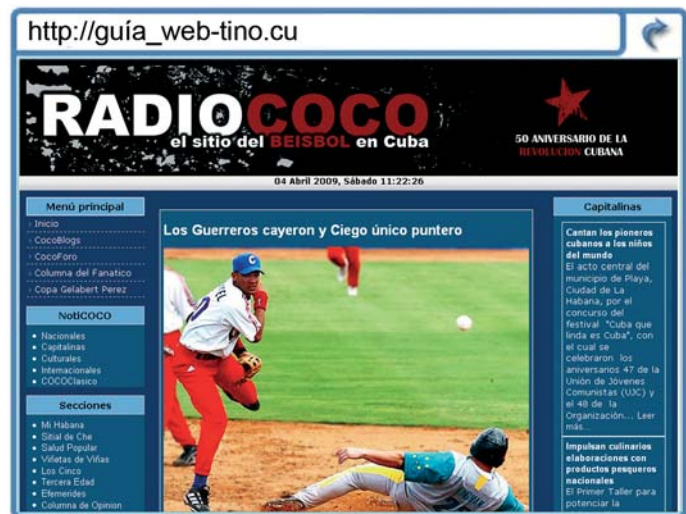 http://guía_web-tino.cu
RADIOCOCO
el sitio del BEISBOL en Cuba
50 ANIVERSARIO DE LA
REVOLUCION CUBANA
04 Abril 2009, Sábado 11:22:26
Menú principal
Inicio
CocoBlogs
CocoForo
Columna del Fanatico
Copa Gelabert Perez
NotiCOCO
Nacionales
Capitalinas
Culturales
Internacionales
COCOClasico
Secciones
Mi Habana
Sitial de Che
Salud Popular
Viñetas de Viñas
Los Cinco
Tercera Edad
Efemerides
Columna de Opinion
Los Guerreros cayeron y Ciego único puntero
C
Capitalinas
Cantan los pioneros
cubanos a los niños
del mundo
El acto central del
municipio de Playa,
Ciudad de La
Habana, por el
concurso del
festival "Cuba que
linda es Cuba", con
el cual se
celebraron los
aniversarios 47 de la
Unión de Jóvenes
Comunistas (UJC) y
el 48 de la
Organización... Leer
más...
Impulsan culinarios
elaboraciones con
productos pesqueros
nacionales
El Primer Taller para
potenciar la